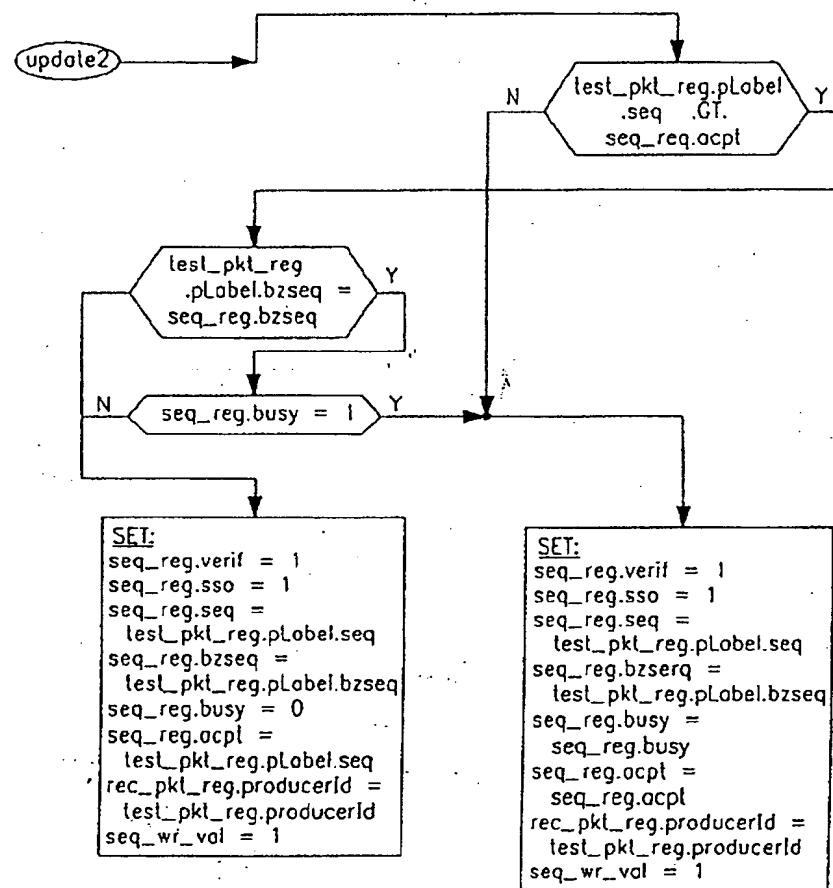 update2
test_pkt_reg.pLabel
N
Y
.seq .GT.
seq_req.acpt
test_pkt_reg
Y
.pLabel.bzseq =
seq_reg.bzseq
N
seq_reg.busy = 1
Y
SET:
seq_reg.verif = 1
seq_reg.sso = 1
seq_reg.seq =
test_pkt_reg.pLabel.seq
seq_reg.bzseq =
test_pkt_reg.pLabel.bzseq
seq_reg.busy = 0
seq_reg.acpt =
test_pkt_reg.pLabel.seq
rec_pkt_reg.producerId =
test_pkt_reg.producerId
seq_wr_val = 1
SET:
seq_reg.verif = 1
seq_reg.sso = 1
seq_reg.seq =
test_pkt_reg.pLabel.seq
seq_reg.bzserq =
test_pkt_reg.pLabel.bzseq
seq_reg.busy =
seq_reg.busy
seq_reg.acpt =
seq_reg.acpt
rec_pkt_reg.producerId =
test_pkt_reg.producerId
seq_wr_val = 1